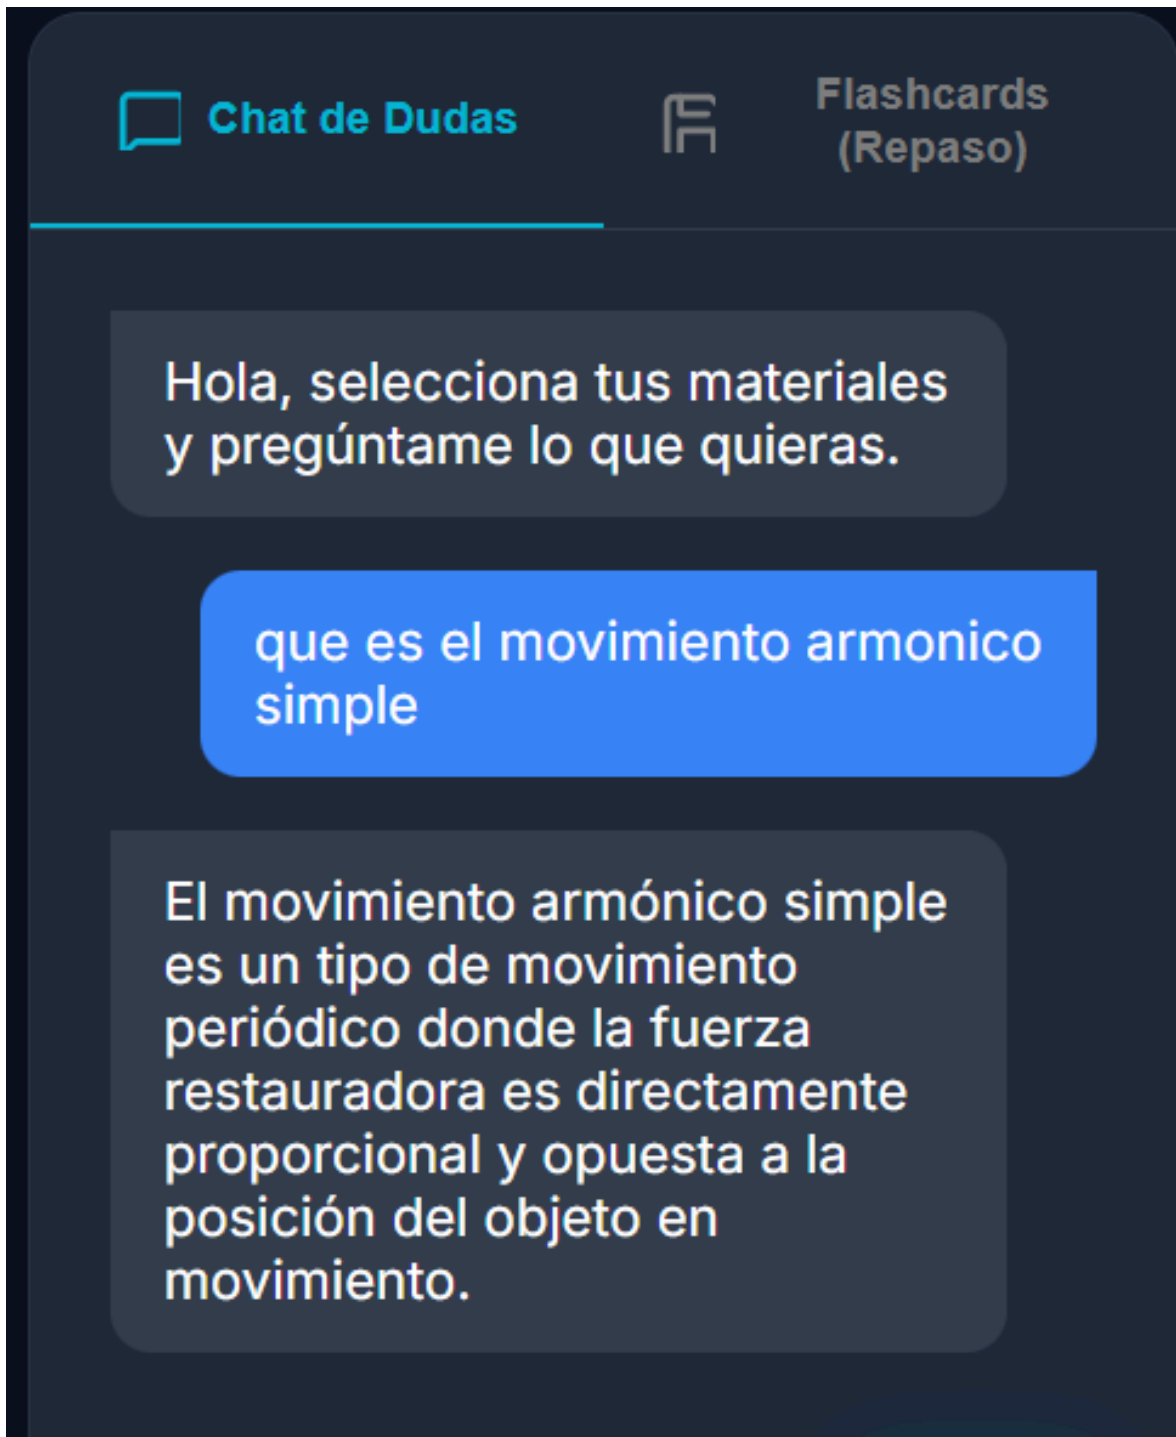 Chat de Dudas
Flashcards
(Repaso)
Hola, selecciona tus materiales
y pregúntame lo que quieras.
que es el movimiento armonico
simple
El movimiento armónico simple
es un tipo de movimiento
periódico donde la fuerza
restauradora es directamente
proporcional y opuesta a la
posición del objeto en
movimiento.